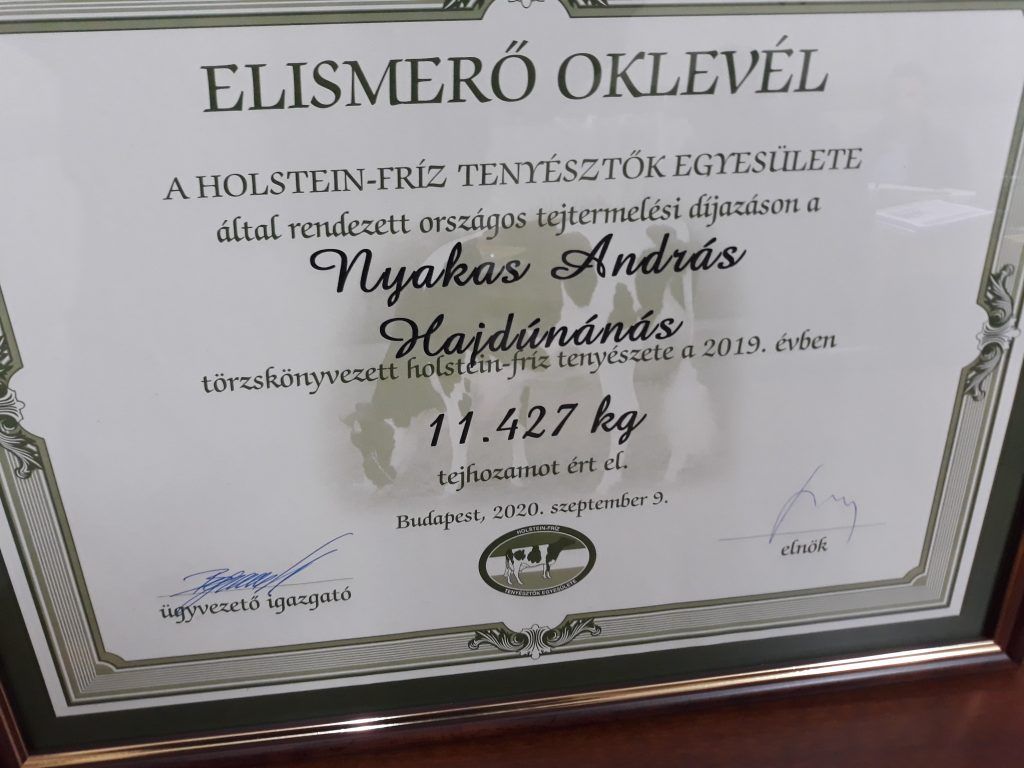 ELISMERŐ OKLEVÉL
A HOLSTEIN-FRÍZ TENYÉSZTŐK EGYESÜLETE
által rendezett országos tejtermelési díjazáson a
Nyakas András
Hajdúnánás
törzskönyvezett holstein-fríz tenyészete a 2019. évben
11.427 kg
tejhozamot ért el.
Budapest, 2020. szeptember 9.
HOLSTEIN-FRÍZ
TENYÉSZTŐK EGYESÜLETE
elnök
ügyvezető igazgató